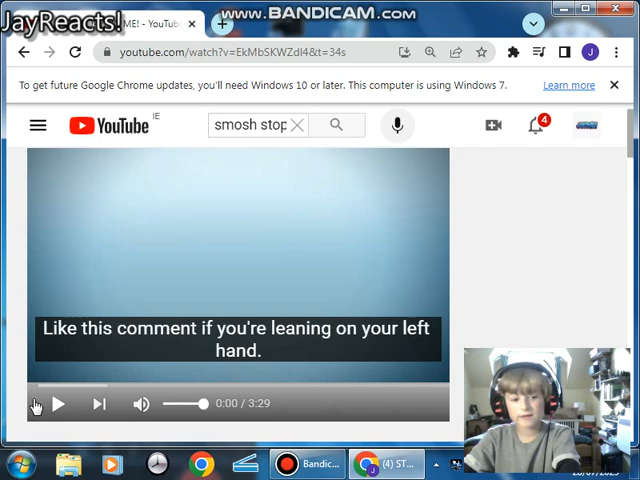 JayReacts!
WWW.BANDICAM.COM
ME! - YouTube
youtube.com/watch?v=EkMbSKWZdI4&t=34s
J
To get future Google Chrome updates, you'll need Windows 10 or later. This computer is using Windows 7.
Learn more
YouTube
IE
smosh stop
4
Like this comment if you're leaning on your left
hand.
0:00 / 3:29
Bandic...
(4) ST...